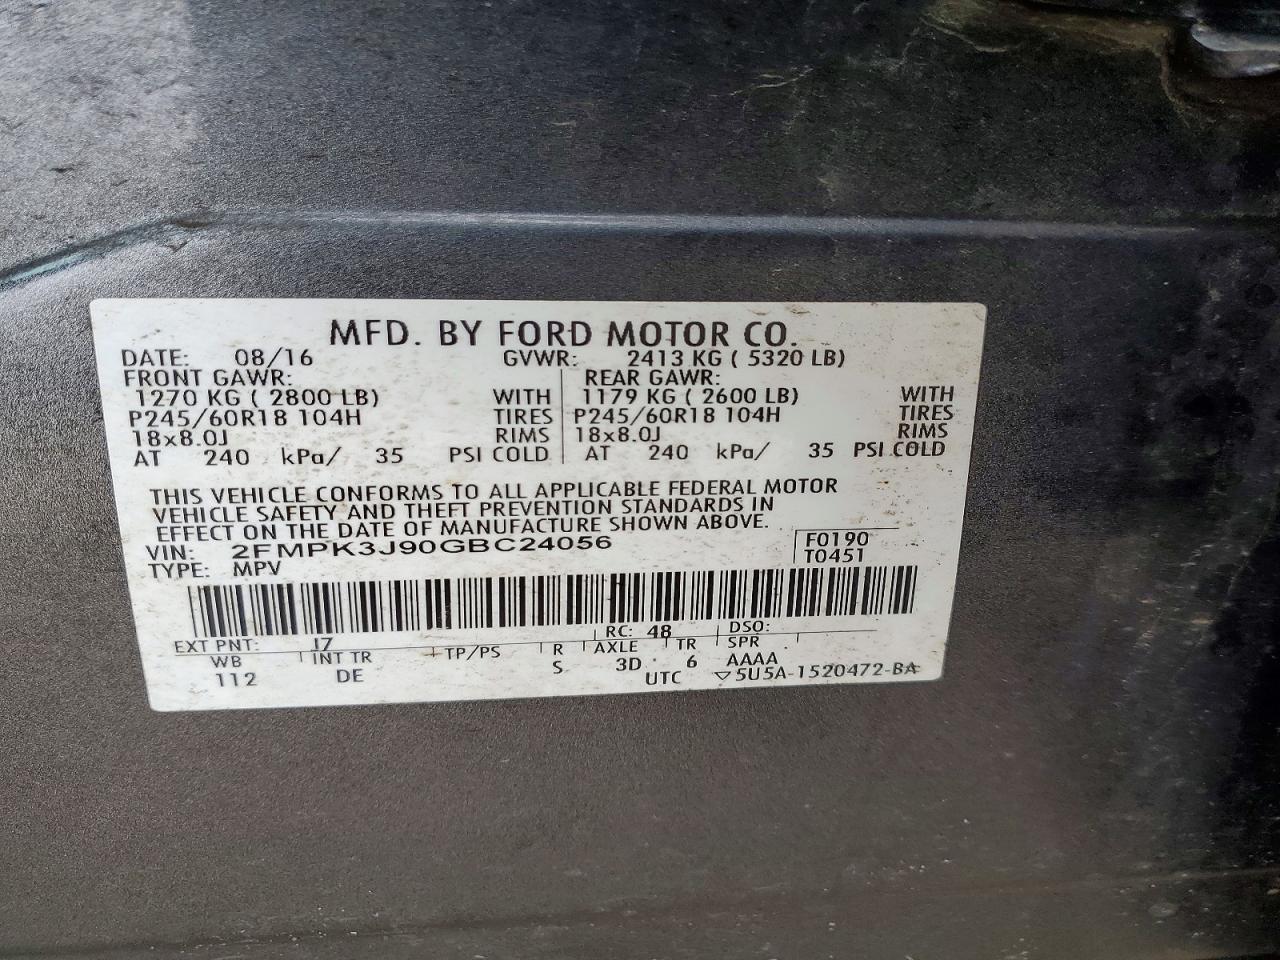 MFD. BY FORD MOTOR CO.
DATE: 08/16 GVWR: 2413 KG ( 5320 LB)
FRONT GAWR: REAR GAWR:
1270 KG ( 2800 LB) WITH 1179 KG ( 2600 LB) WITH
P245/60R18 104H TIRES P245/60R18 104H TIRES
18x8.0J RIMS 18x8.0J RIMS
AT 240 kPa/ 35 PSI COLD AT 240 kPa/ 35 PSI COLD
THIS VEHICLE CONFORMS TO ALL APPLICABLE FEDERAL MOTOR
VEHICLE SAFETY AND THEFT PREVENTION STANDARDS IN
EFFECT ON THE DATE OF MANUFACTURE SHOWN ABOVE.
VIN: 2FMPK3J90GBC24056 F0190
TYPE: MPV T0451
EXT PNT: J7 RC: 48 DSO:
WB INT TR TP/PS R AXLE TR SPR
112 DE S 3D 6 AAAA
UTC ▽5U5A-1520472-BA